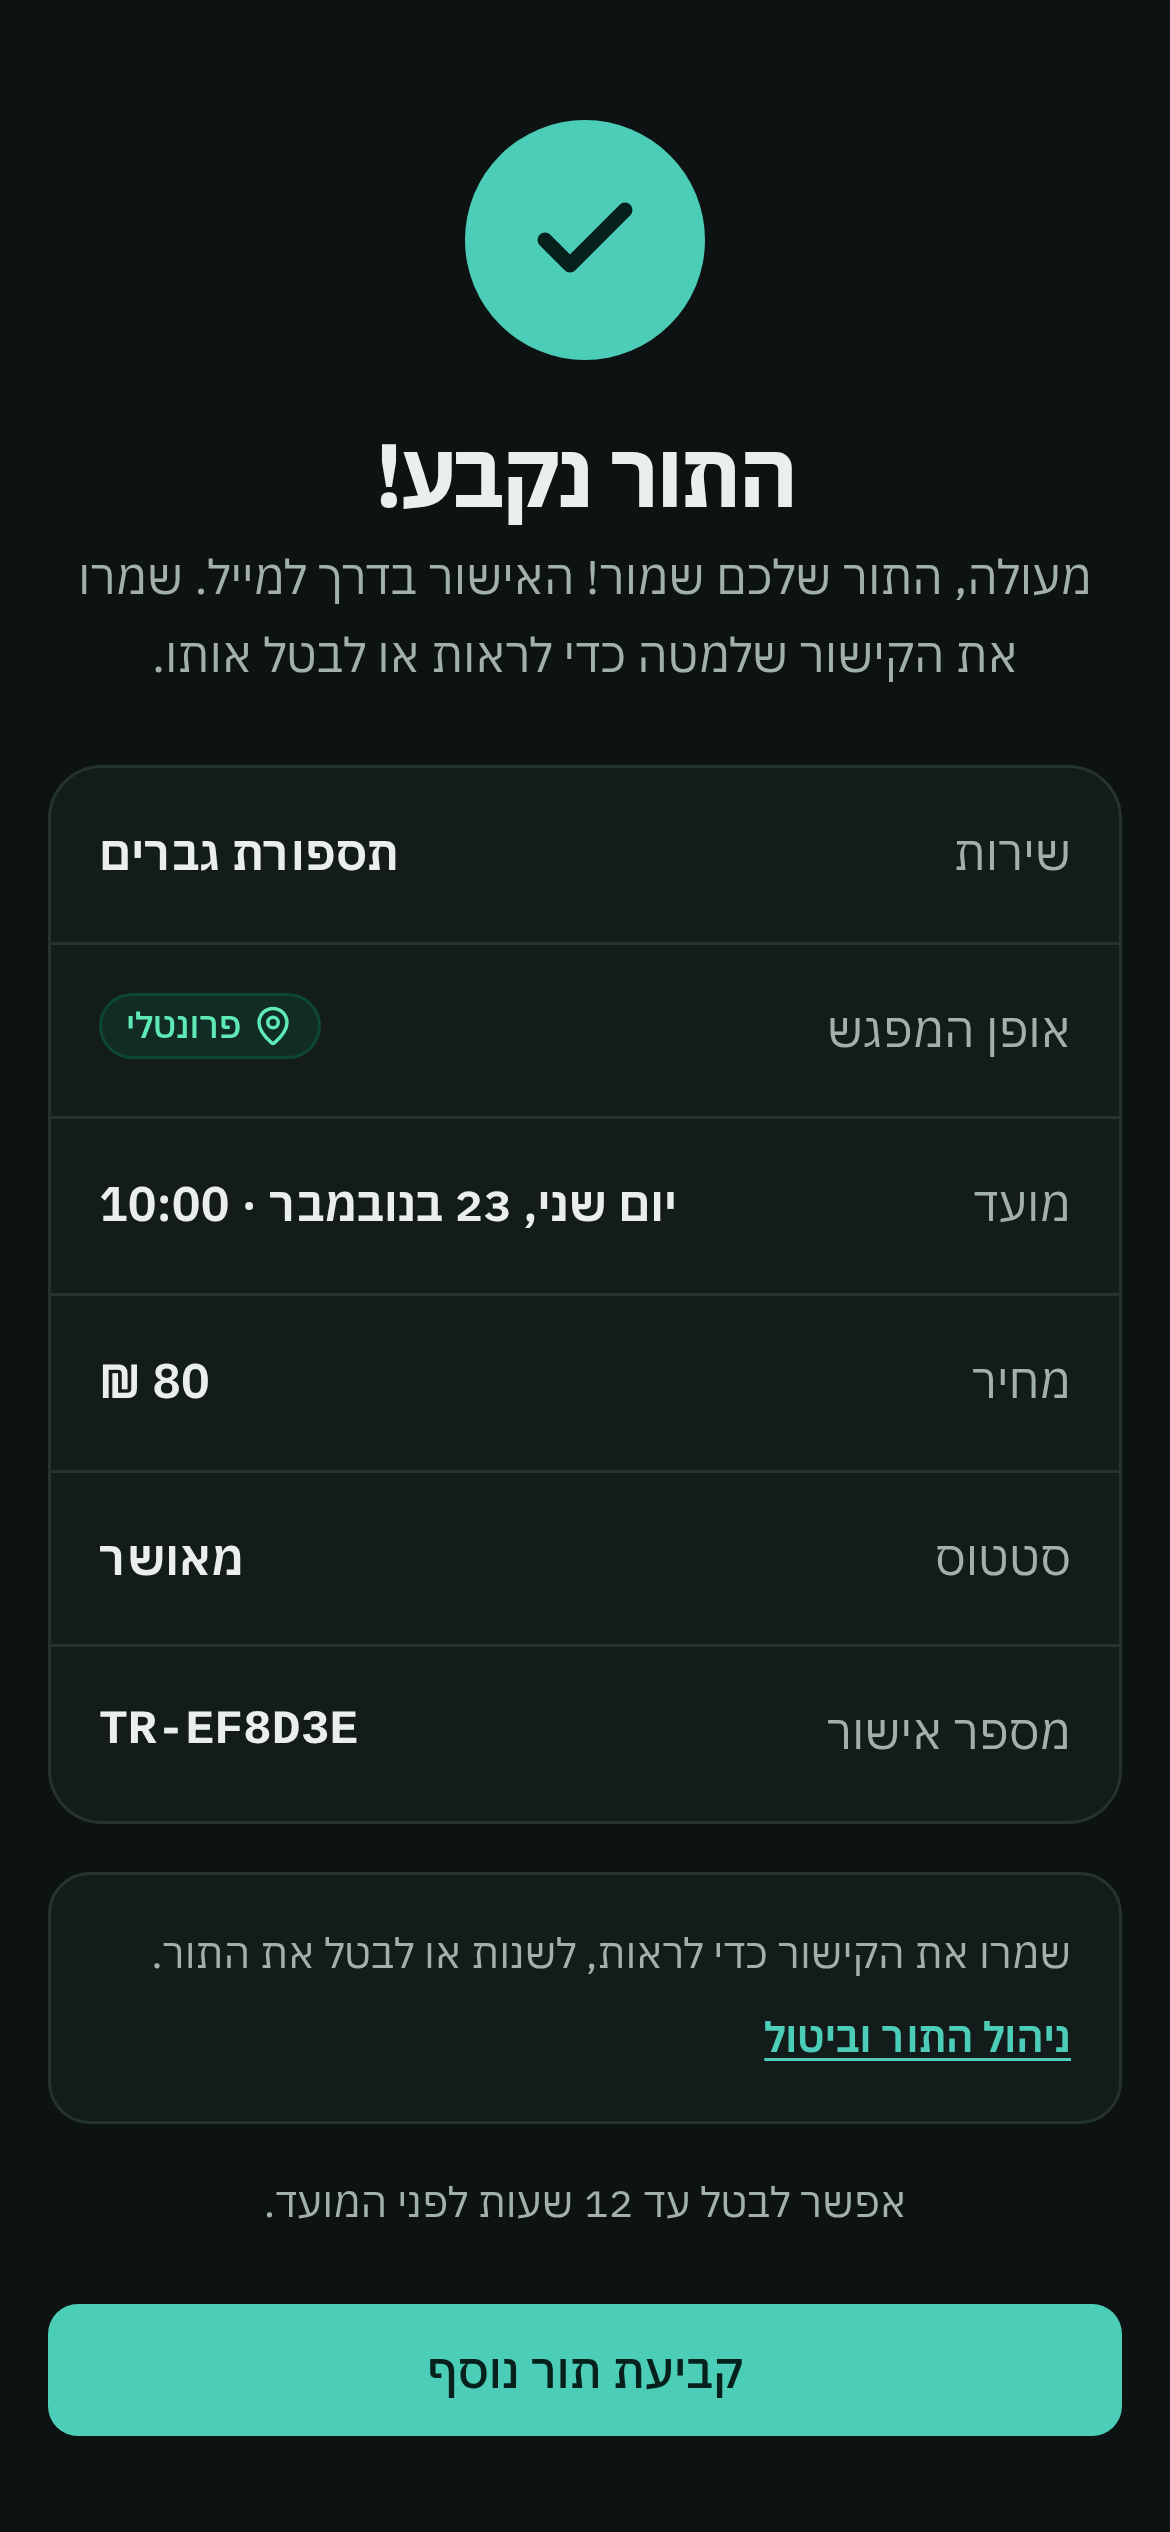 התור נקבע!
מעולה, התור שלכם שמור! האישור בדרך למייל. שמרו
את הקישור שלמטה כדי לראות או לבטל אותו.
שירות תספורת גברים
אופן המפגש פרונטלי
מועד יום שני, 23 בנובמבר · 10:00
מחיר 80 ₪
סטטוס מאושר
מספר אישור TR-EF8D3E
שמרו את הקישור כדי לראות, לשנות או לבטל את התור.
ניהול התור וביטול
אפשר לבטל עד 12 שעות לפני המועד.
קביעת תור נוסף